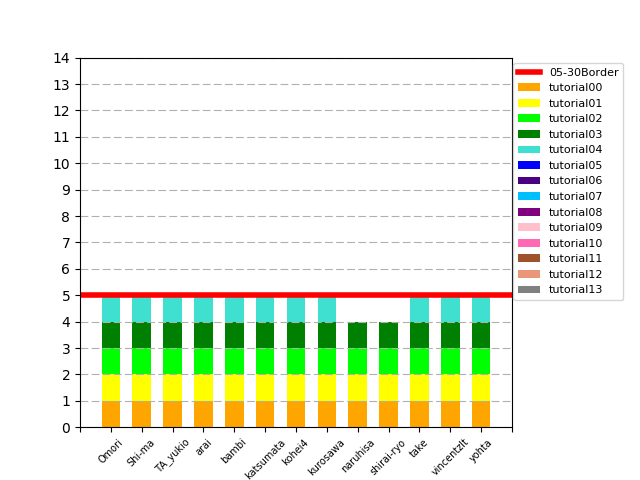 14
13
12
11
10
9
8
7
6
5
4
3
2
1
0
Omori
Shi-ma
TA_yukio
arai
bambi
katsumata
kohei4
kurosawa
naruhisa
shirai-ryo
take
vincentzlt
yohta
05-30Border
tutorial00
tutorial01
tutorial02
tutorial03
tutorial04
tutorial05
tutorial06
tutorial07
tutorial08
tutorial09
tutorial10
tutorial11
tutorial12
tutorial13